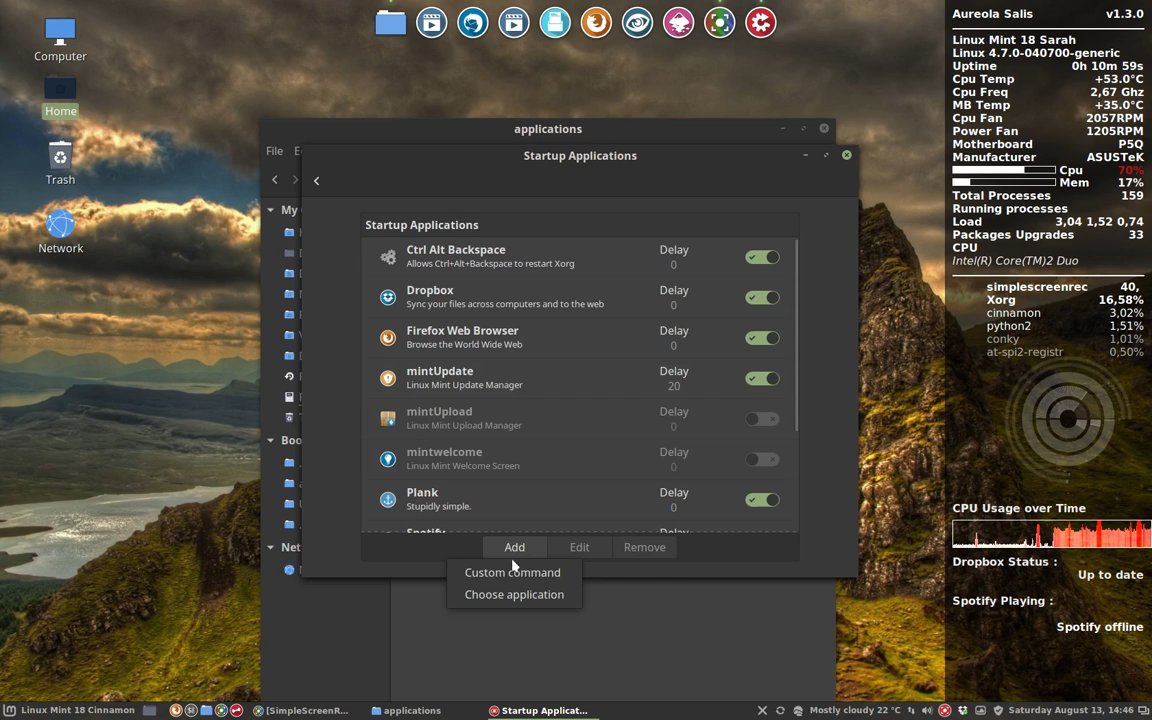 Computer
Home
Trash
Network
applications
File
Startup Applications
My
Boo
Net
Startup Applications
Ctrl Alt Backspace
Allows Ctrl+Alt+Backspace to restart Xorg
Delay
0
Dropbox
Sync your files across computers and to the web
Delay
0
Firefox Web Browser
Browse the World Wide Web
Delay
0
mintUpdate
Linux Mint Update Manager
Delay
20
mintUpload
Linux Mint Upload Manager
Delay
0
mintwelcome
Linux Mint Welcome Screen
Delay
0
Plank
Stupidly simple.
Delay
0
Spotify
Delay
Add Edit Remove
Custom command
Choose application
Aureola Salis v1.3.0
Linux Mint 18 Sarah
Linux 4.7.0-040700-generic
Uptime 0h 10m 59s
Cpu Temp +53.0°C
Cpu Freq 2,67 Ghz
MB Temp +35.0°C
Cpu Fan 2057RPM
Power Fan 1205RPM
Motherboard P5Q
Manufacturer ASUSTeK
Cpu 70%
Mem 17%
Total Processes 159
Running processes
Load 3,04 1,52 0,74
Packages Upgrades 33
CPU
Intel(R) Core(TM)2 Duo
simplescreenrec 40,
Xorg 16,58%
cinnamon 3,02%
python2 1,51%
conky 1,01%
at-spi2-registr 0,50%
CPU Usage over Time
Dropbox Status :
Up to date
Spotify Playing :
Spotify offline
Linux Mint 18 Cinnamon
[SimpleScreenR...
applications
Startup Applicat...
Mostly cloudy 22 °C
Saturday August 13, 14:46